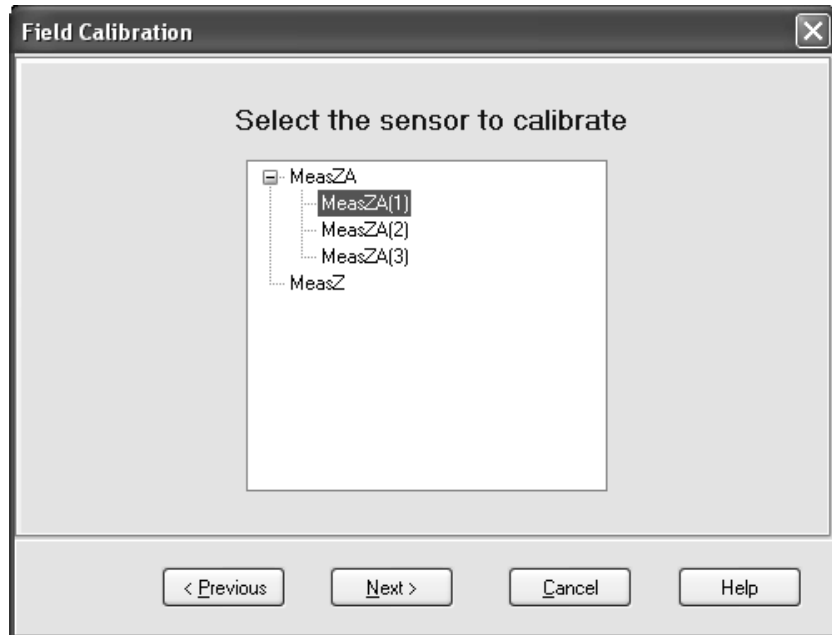 Field Calibration
Select the sensor to calibrate
MeasZA
MeasZA(1)
MeasZA(2)
MeasZA(3)
MeasZ
< Previous Next > Cancel Help